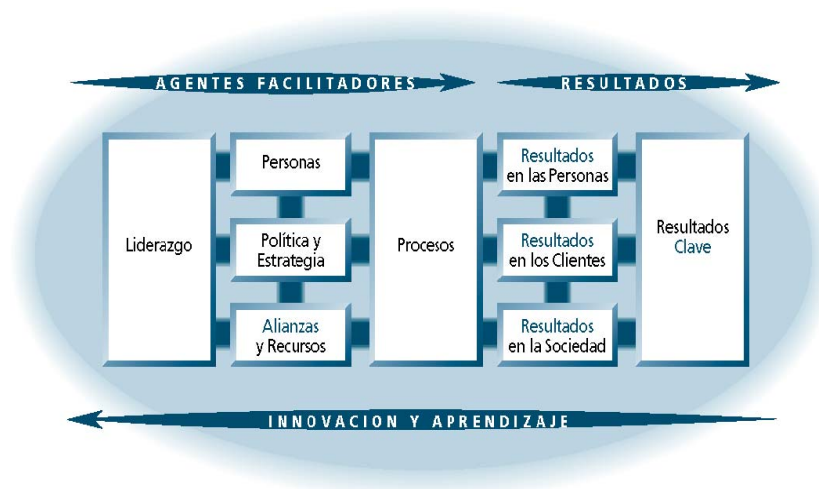 AGENTES FACILITADORES
RESULTADOS
Liderazgo
Personas
Política y
Estrategia
Alianzas
y Recursos
Procesos
Resultados
en las Personas
Resultados
en los Clientes
Resultados
en la Sociedad
Resultados
Clave
INNOVACION Y APRENDIZAJE